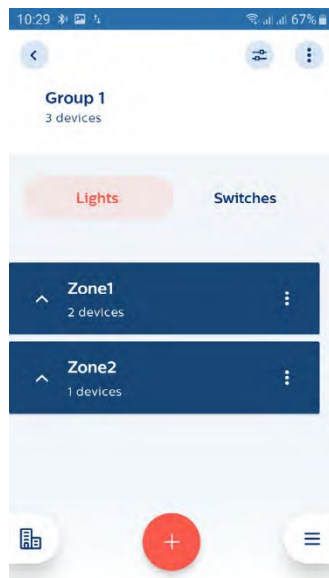 10:29 67%
Group 1
3 devices
Lights Switches
Zone1
2 devices
Zone2
1 devices